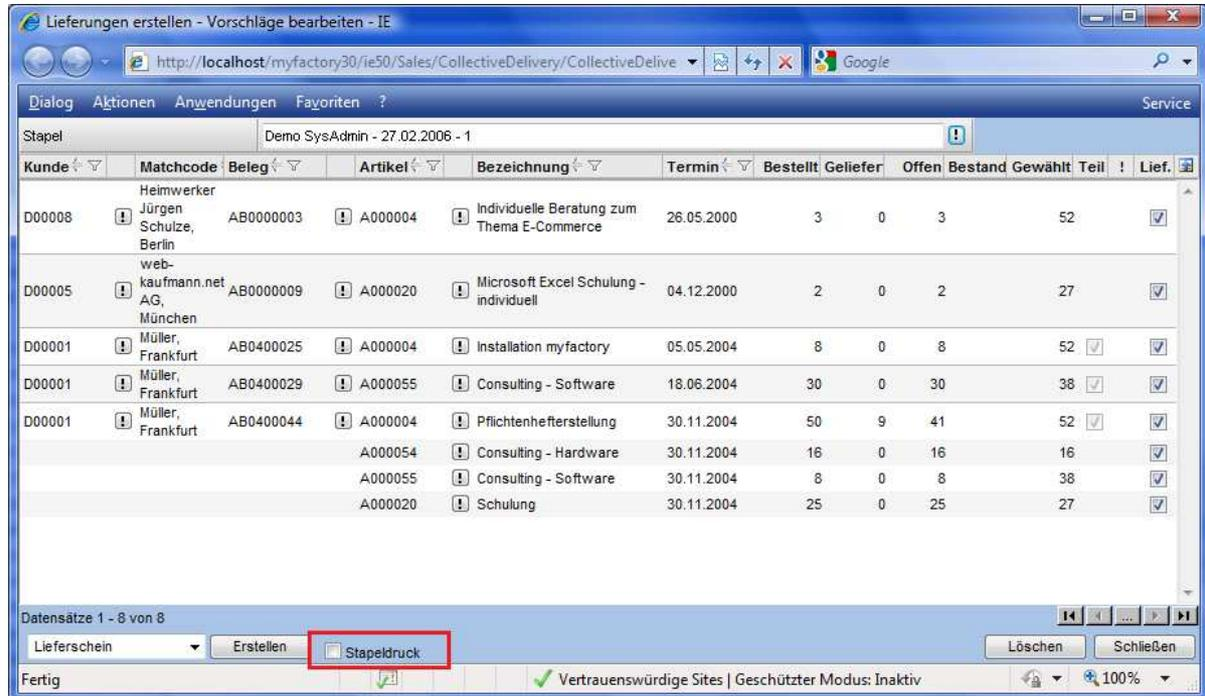 Lieferungen erstellen - Vorschläge bearbeiten - IE
http://localhost/myfactory30/ie50/Sales/CollectiveDelivery/CollectiveDelive
Google
Dialog Aktionen Anwendungen Favoriten ? Service
Stapel Demo SysAdmin - 27.02.2006 - 1
Kunde Matchcode Beleg Artikel Bezeichnung Termin Bestellt Geliefer Offen Bestand Gewählt Teil ! Lief.
D00008 Heimwerker Jürgen Schulze, Berlin AB0000003 A000004 Individuelle Beratung zum Thema E-Commerce 26.05.2000 3 0 3 52
D00005 web-kaufmann.net AG, München AB0000009 A000020 Microsoft Excel Schulung - individuell 04.12.2000 2 0 2 27
D00001 Müller, Frankfurt AB0400025 A000004 Installation myfactory 05.05.2004 8 0 8 52
D00001 Müller, Frankfurt AB0400029 A000055 Consulting - Software 18.06.2004 30 0 30 38
D00001 Müller, Frankfurt AB0400044 A000004 Pflichtenhefterstellung 30.11.2004 50 9 41 52
A000054 Consulting - Hardware 30.11.2004 16 0 16 16
A000055 Consulting - Software 30.11.2004 8 0 8 38
A000020 Schulung 30.11.2004 25 0 25 27
Datensätze 1 - 8 von 8 ...
Lieferschein Erstellen Stapeldruck Löschen Schließen
Fertig Vertrauenswürdige Sites | Geschützter Modus: Inaktiv 100%